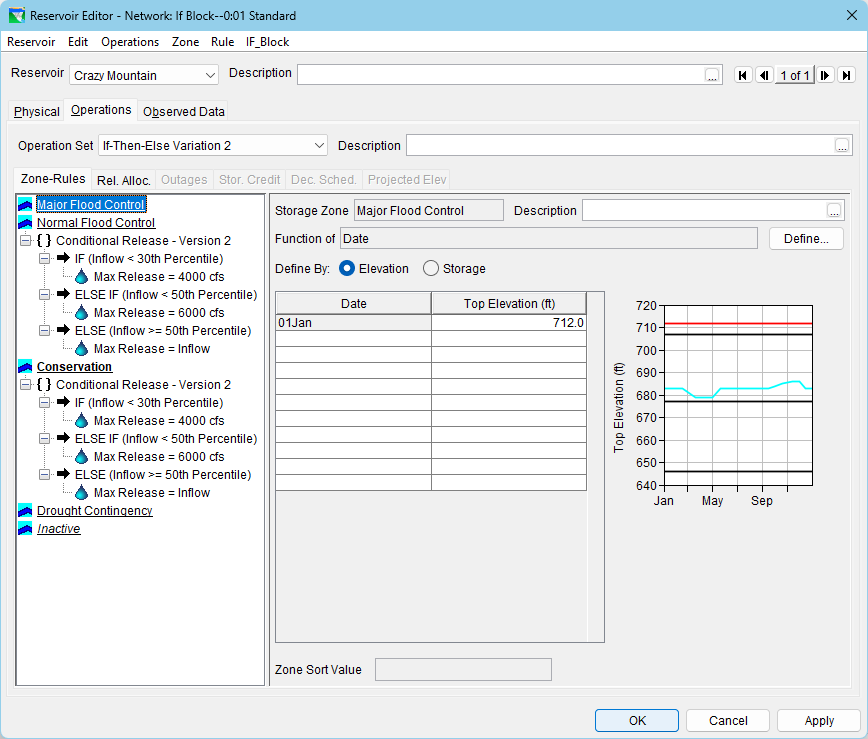 Reservoir Editor - Network: If Block--0:01 Standard
Reservoir Edit Operations Zone Rule IF_Block
Reservoir Crazy Mountain Description ... 1 of 1
Physical Operations Observed Data
Operation Set If-Then-Else Variation 2 Description ...
Zone-Rules Rel. Alloc. Outages Stor. Credit Dec. Sched. Projected Elev
Major Flood Control
Normal Flood Control
{ } Conditional Release - Version 2
IF (Inflow < 30th Percentile)
Max Release = 4000 cfs
ELSE IF (Inflow < 50th Percentile)
Max Release = 6000 cfs
ELSE (Inflow >= 50th Percentile)
Max Release = Inflow
Conservation
{ } Conditional Release - Version 2
IF (Inflow < 30th Percentile)
Max Release = 4000 cfs
ELSE IF (Inflow < 50th Percentile)
Max Release = 6000 cfs
ELSE (Inflow >= 50th Percentile)
Max Release = Inflow
Drought Contingency
Inactive
Storage Zone Major Flood Control Description ...
Function of Date Define...
Define By: Elevation Storage
Date Top Elevation (ft)
01Jan 712.0
Top Elevation (ft)
720
710
700
690
680
670
660
650
640
Jan May Sep
Zone Sort Value
OK Cancel Apply